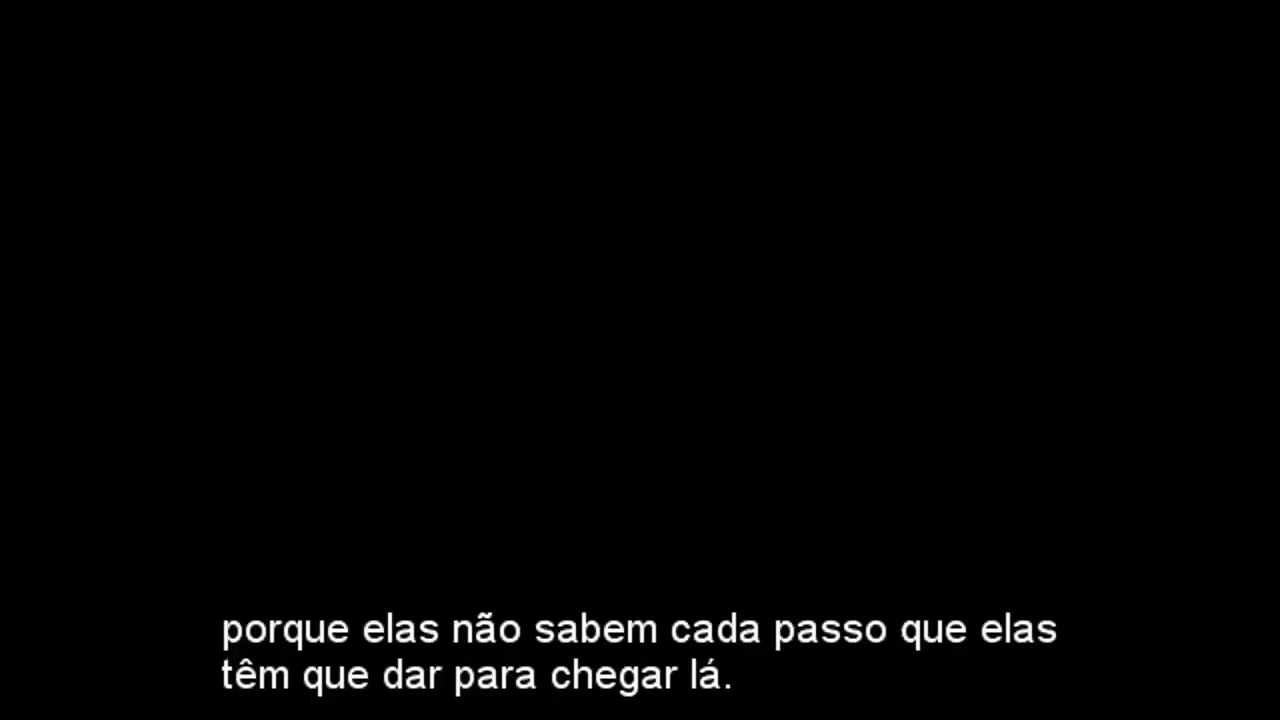 porque elas não sabem cada passo que elas
têm que dar para chegar lá.